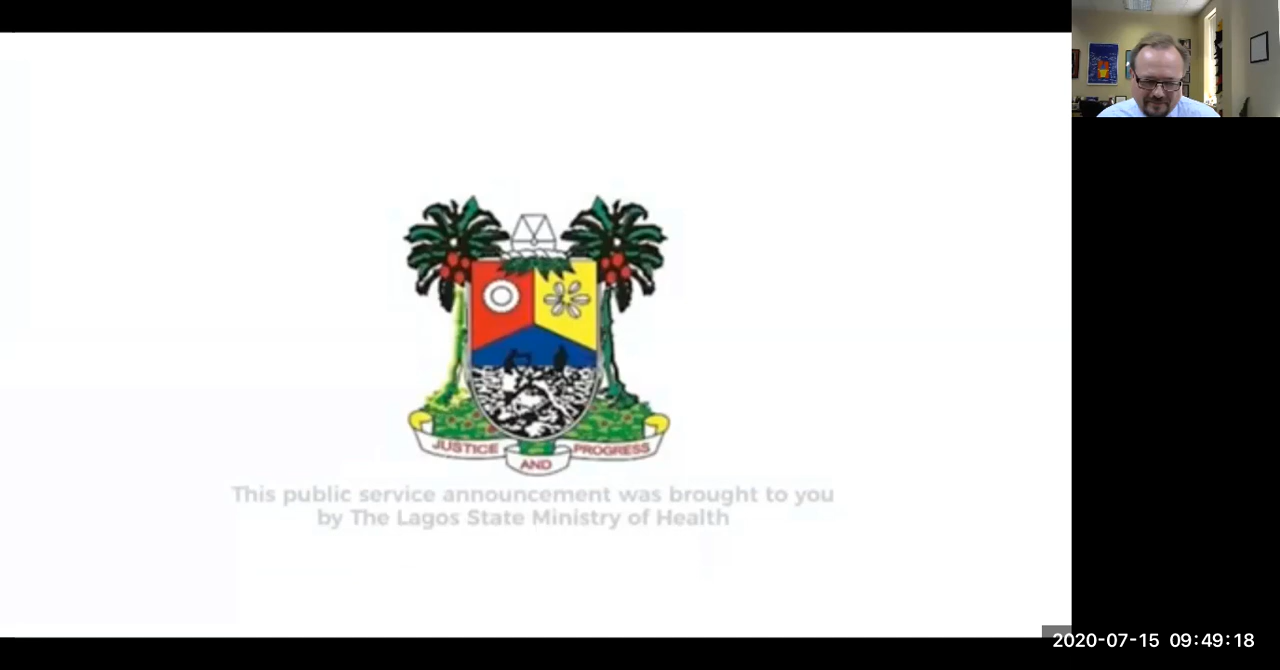 JUSTICE AND PROGRESS
This public service announcement was brought to you
by The Lagos State Ministry of Health
2020-07-15 09:49:18